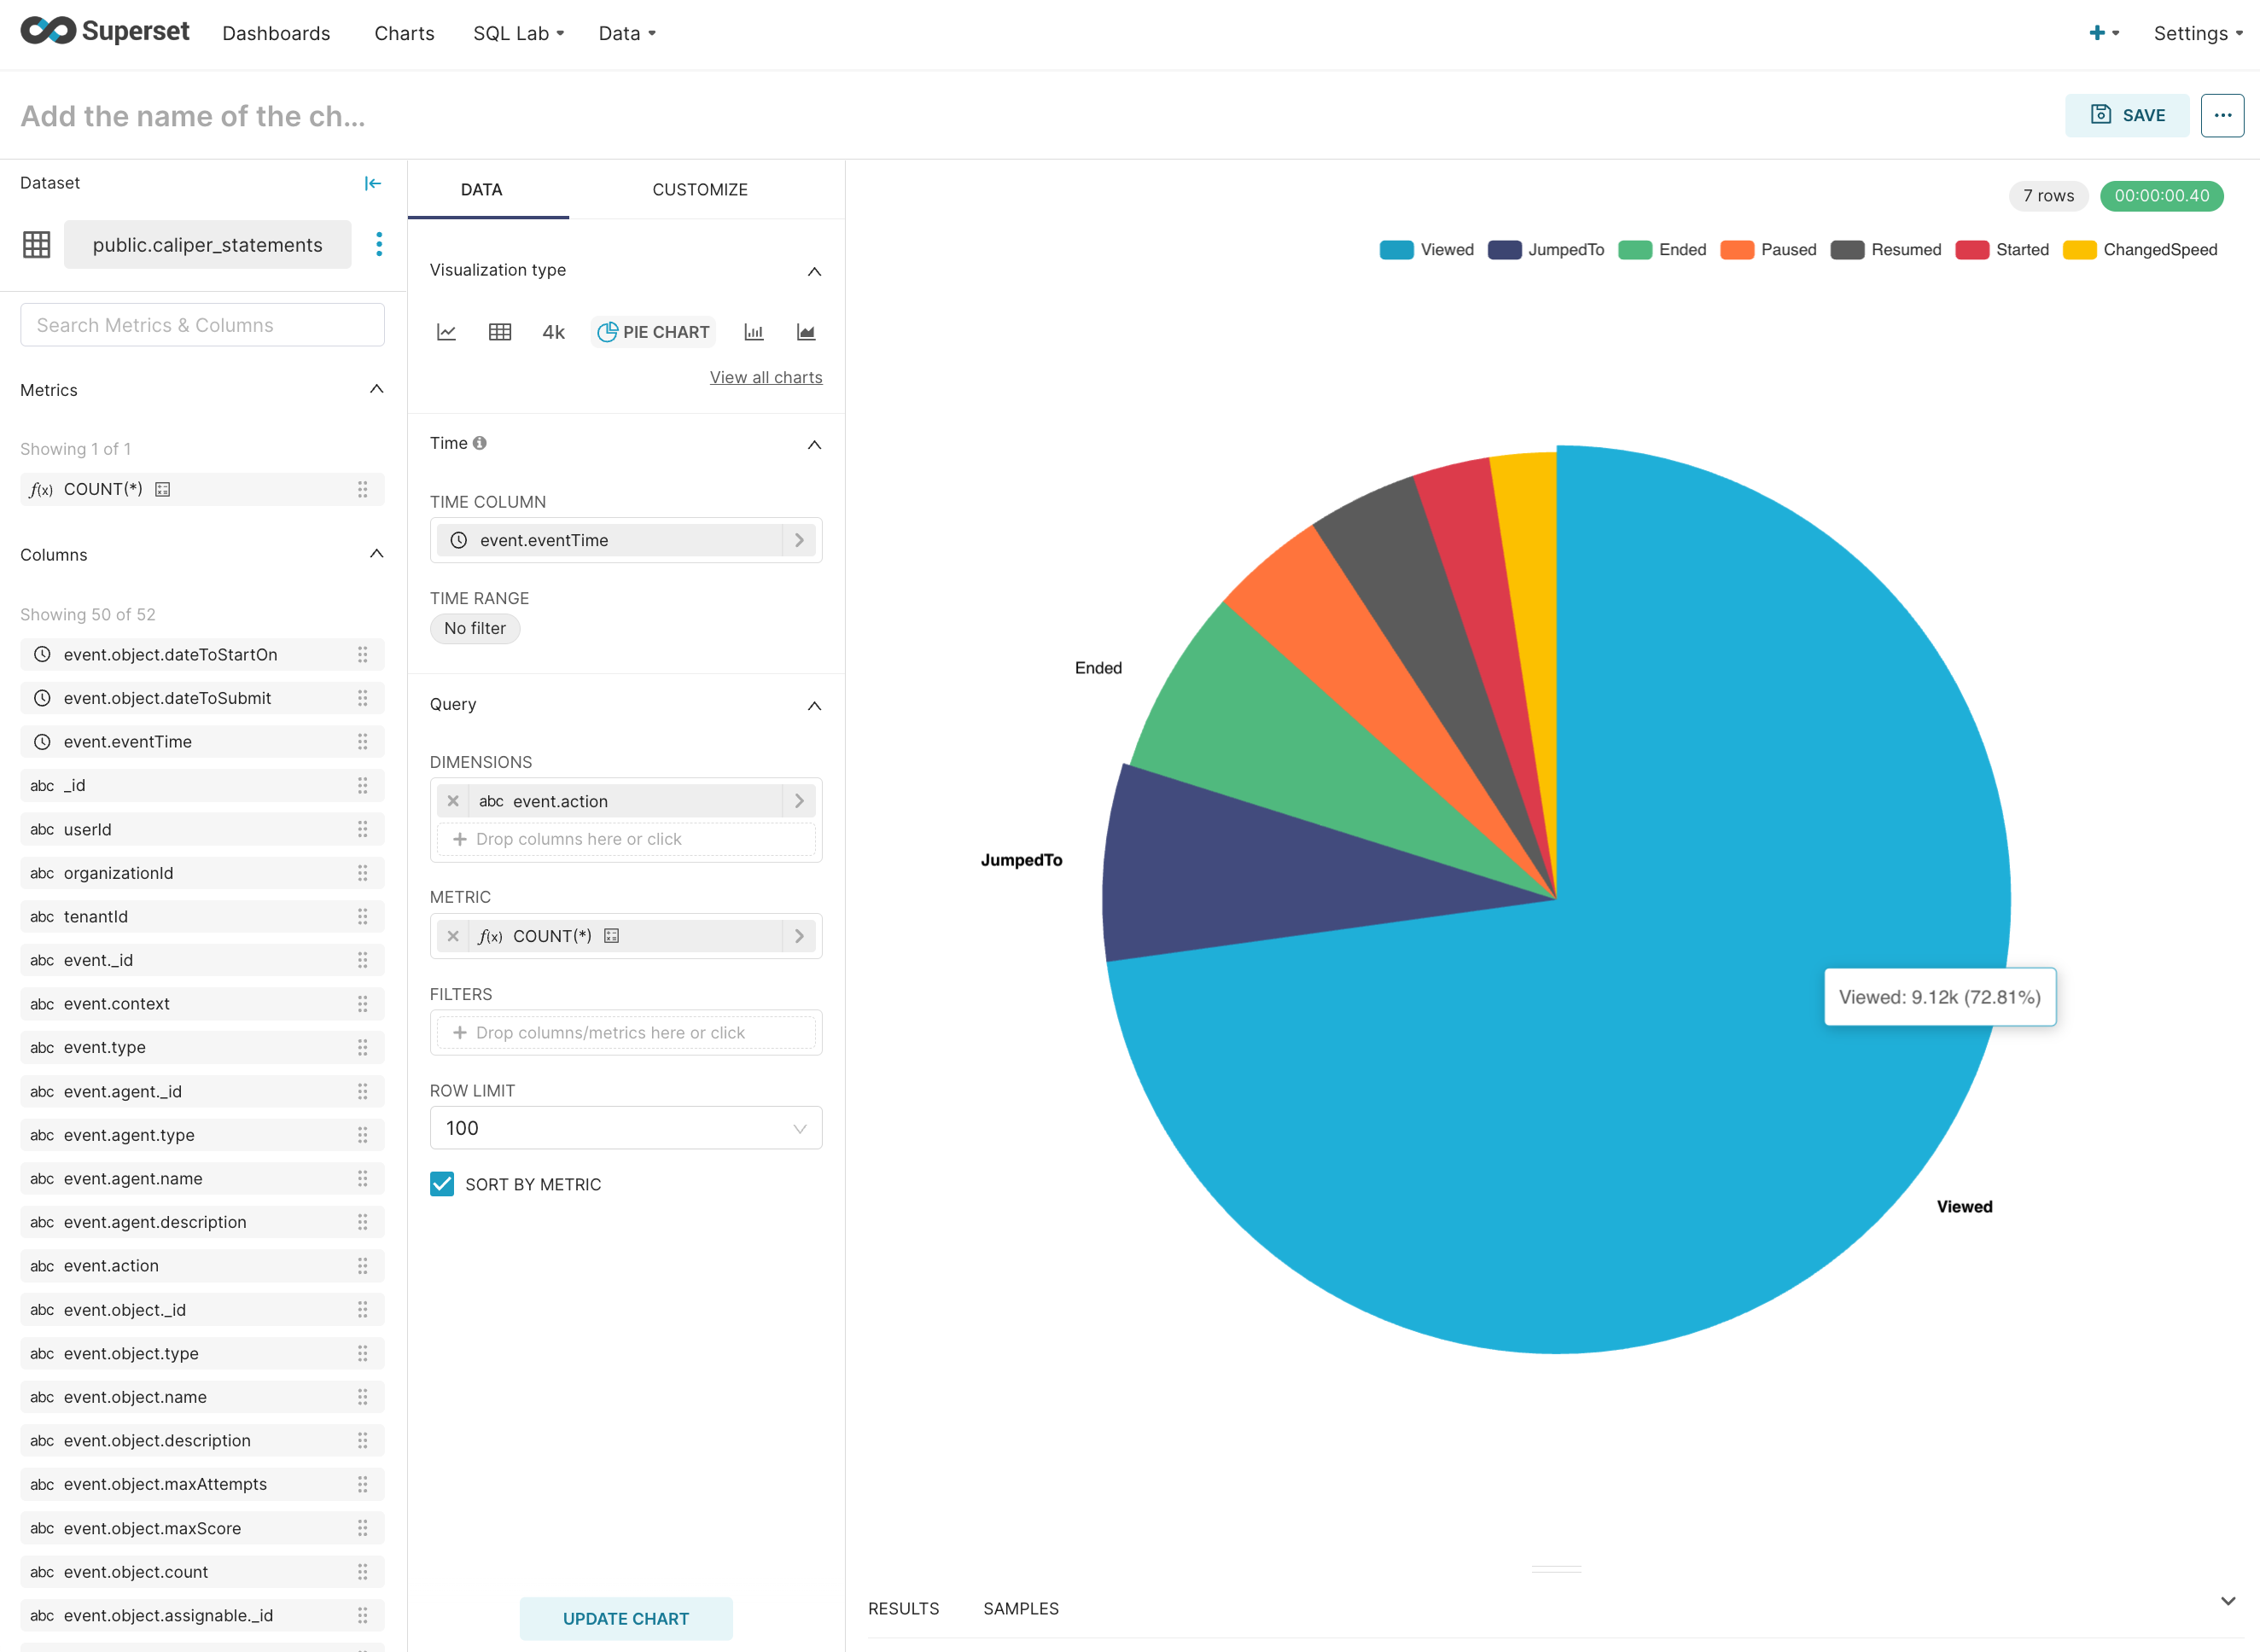 Superset
Dashboards
Charts
SQL Lab
Data
Settings
Add the name of the ch...
SAVE
Dataset
public.caliper_statements
Search Metrics & Columns
Metrics
Showing 1 of 1
f(x) COUNT(*)
Columns
Showing 50 of 52
event.object.dateToStartOn
event.object.dateToSubmit
event.eventTime
abc _id
abc userId
abc organizationId
abc tenantId
abc event._id
abc event.context
abc event.type
abc event.agent._id
abc event.agent.type
abc event.agent.name
abc event.agent.description
abc event.action
abc event.object._id
abc event.object.type
abc event.object.name
abc event.object.description
abc event.object.maxAttempts
abc event.object.maxScore
abc event.object.count
abc event.object.assignable._id
DATA
CUSTOMIZE
Visualization type
4k
PIE CHART
View all charts
Time
TIME COLUMN
event.eventTime
TIME RANGE
No filter
Query
DIMENSIONS
abc event.action
Drop columns here or click
METRIC
f(x) COUNT(*)
FILTERS
Drop columns/metrics here or click
ROW LIMIT
100
SORT BY METRIC
UPDATE CHART
7 rows
00:00:00.40
Viewed
JumpedTo
Ended
Paused
Resumed
Started
ChangedSpeed
Ended
JumpedTo
Viewed: 9.12k (72.81%)
Viewed
RESULTS
SAMPLES